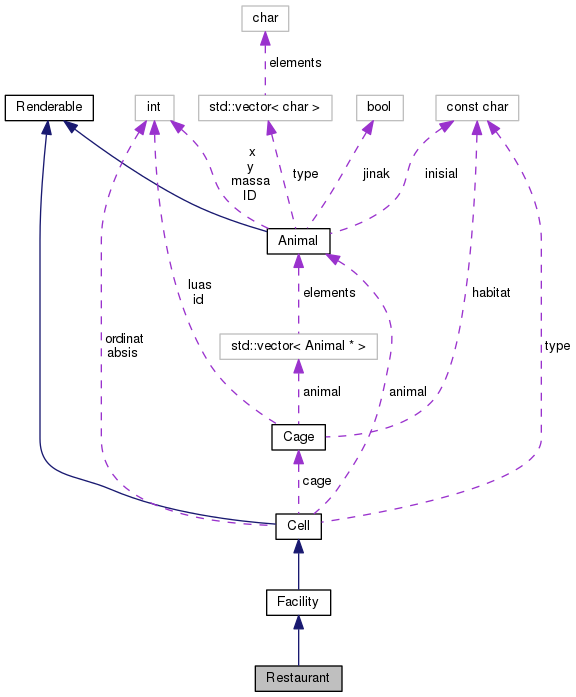 char
elements
Renderable
int
std::vector< char >
bool
const char
x
y
massa
ID
type
jinak
inisial
Animal
luas
id
elements
habitat
ordinat
absis
std::vector< Animal * >
type
animal
animal
Cage
cage
Cell
Facility
Restaurant